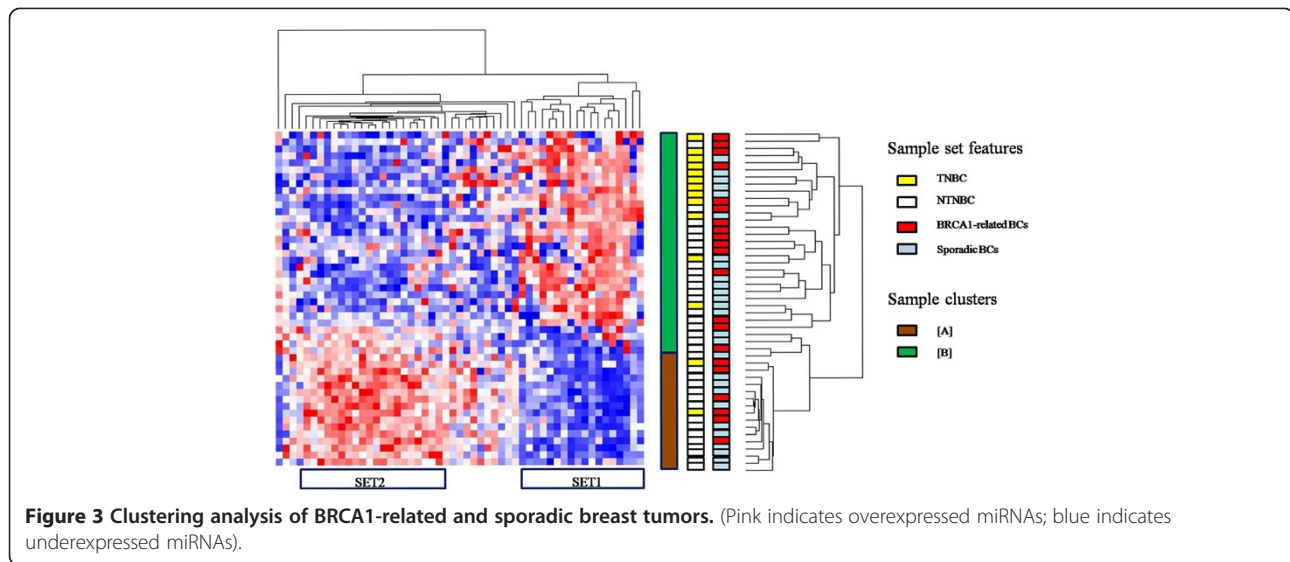 Sample set features
TNBC
NTNBC
BRCA1-related BCs
Sporadic BCs
Sample clusters
[A]
[B]
SET2
SET1
Figure 3 Clustering analysis of BRCA1-related and sporadic breast tumors. (Pink indicates overexpressed miRNAs; blue indicates
underexpressed miRNAs).